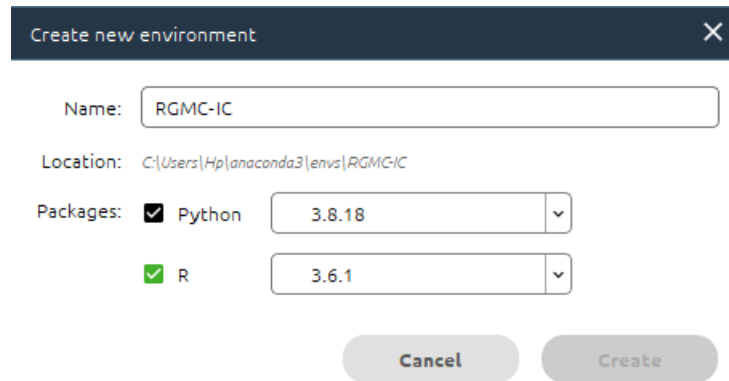 Create new environment
Name: RGMC-IC
Location: C:\Users\Hp\anaconda3\envs\RGMC-IC
Packages: Python 3.8.18
R 3.6.1
Cancel Create